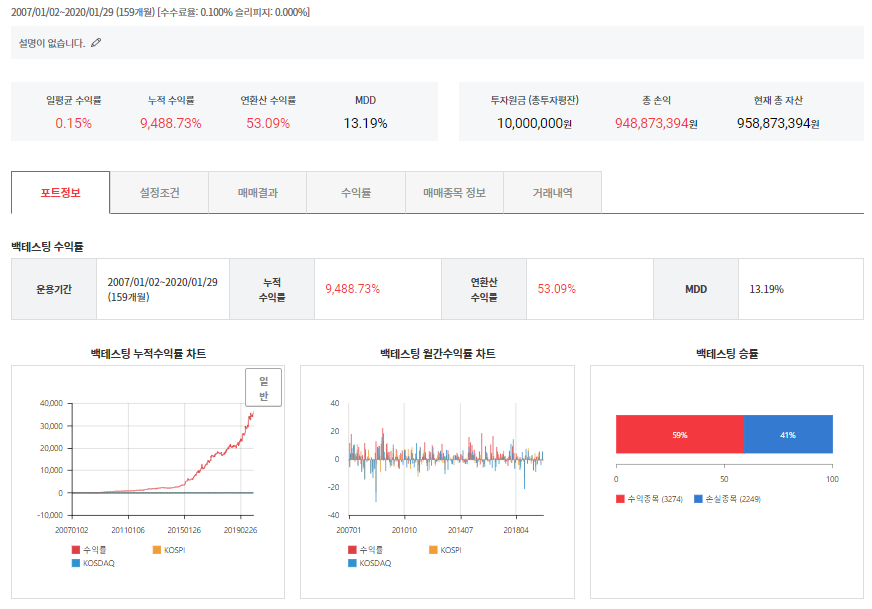 2007/01/02~2020/01/29 (159개월) [수수료율: 0.100% 슬리피지: 0.000%]
설명이 없습니다.
일평균 수익률 누적 수익률 연환산 수익률 MDD
0.15% 9,488.73% 53.09% 13.19%
투자원금 (총투자평잔) 총 손익 현재 총 자산
10,000,000원 948,873,394원 958,873,394원
포트정보 설정조건 매매결과 수익률 매매종목 정보 거래내역
백테스팅 수익률
운용기간 2007/01/02~2020/01/29 (159개월) 누적 수익률 9,488.73% 연환산 수익률 53.09% MDD 13.19%
백테스팅 누적수익률 차트
일반
40,000
30,000
20,000
10,000
0
-10,000
20070102 20110106 20150126 20190226
수익률 KOSPI
KOSDAQ
백테스팅 월간수익률 차트
40
20
0
-20
-40
200701 201010 201407 201804
수익률 KOSPI
KOSDAQ
백테스팅 승률
59% 41%
0 50 100
수익종목 (3274) 손실종목 (2249)